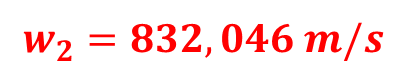 w₂ = 832,046 m/s